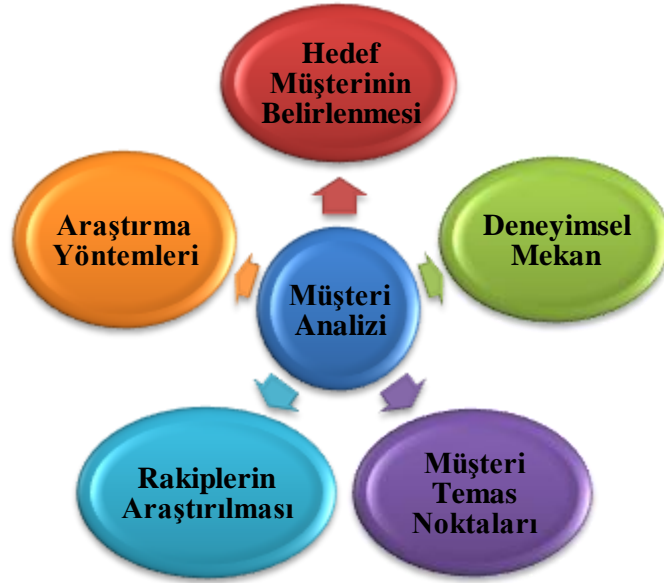 Hedef
Müşterinin
Belirlenmesi
Araştırma
Yöntemleri
Deneyimsel
Mekan
Müşteri
Analizi
Rakiplerin
Araştırılması
Müşteri
Temas
Noktaları